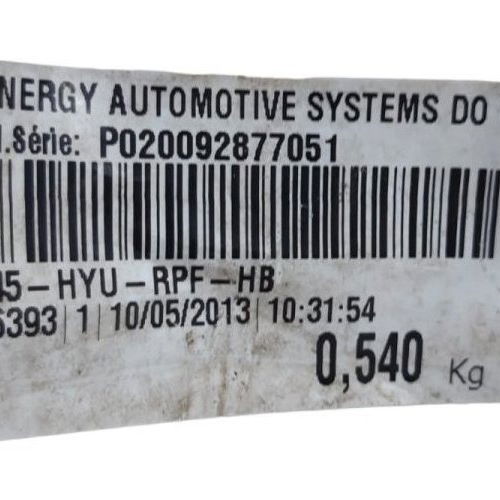 NERGY AUTOMOTIVE SYSTEMS DO
.Série: P020092877051
45-HYU-RPF-HB
6393|1|10/05/2013|10:31:54
0,540 Kg